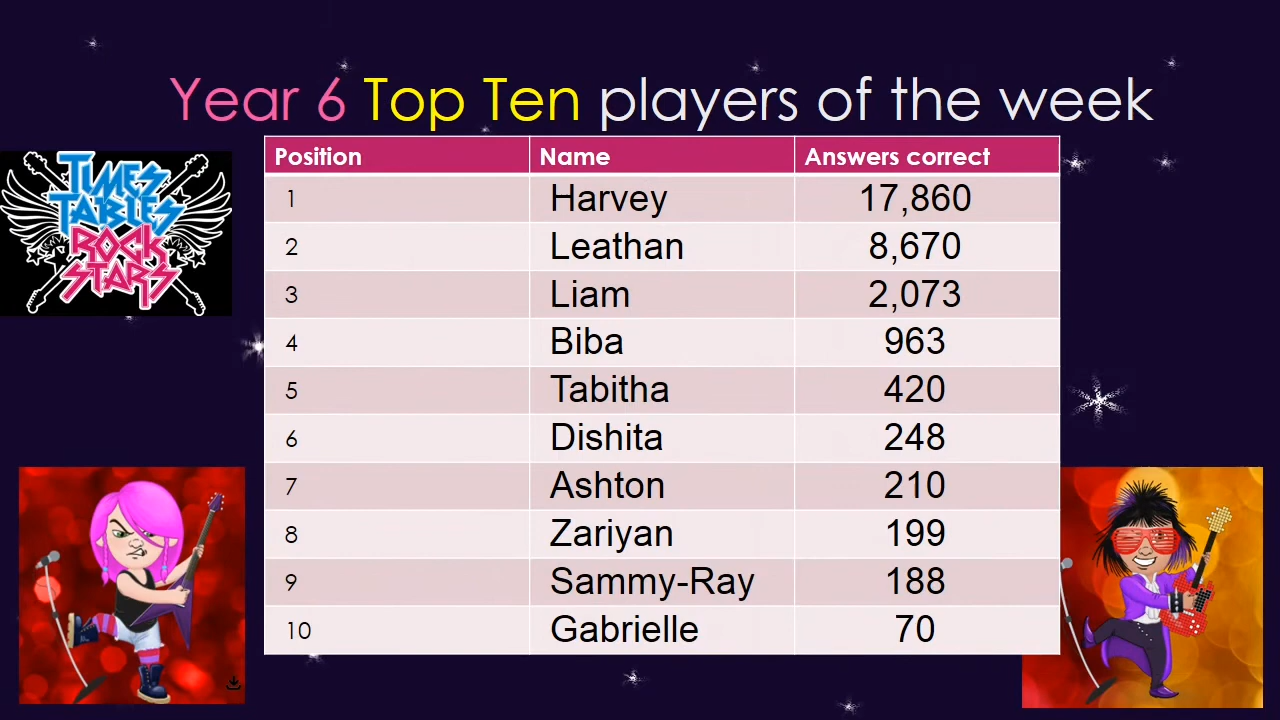 Year 6 Top Ten players of the week
TIMES
TABLES
ROCK
STARS
Position Name Answers correct
1 Harvey 17,860
2 Leathan 8,670
3 Liam 2,073
4 Biba 963
5 Tabitha 420
6 Dishita 248
7 Ashton 210
8 Zariyan 199
9 Sammy-Ray 188
10 Gabrielle 70